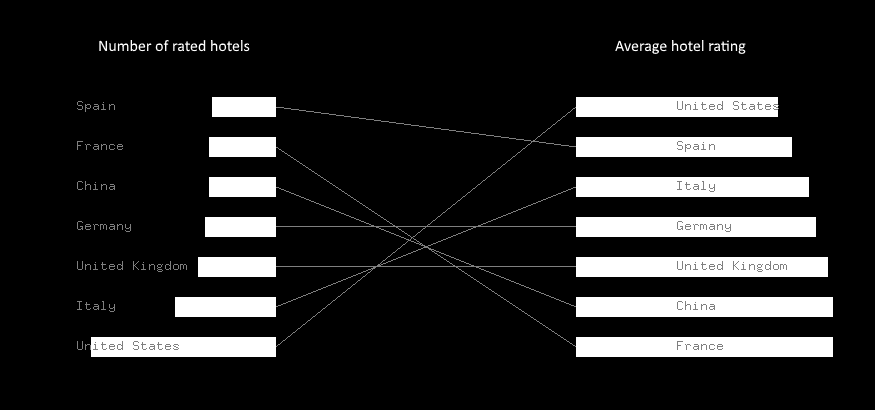 Number of rated hotels
Average hotel rating
Spain
United States
France
Spain
China
Italy
Germany
Germany
United Kingdom
United Kingdom
Italy
China
United States
France